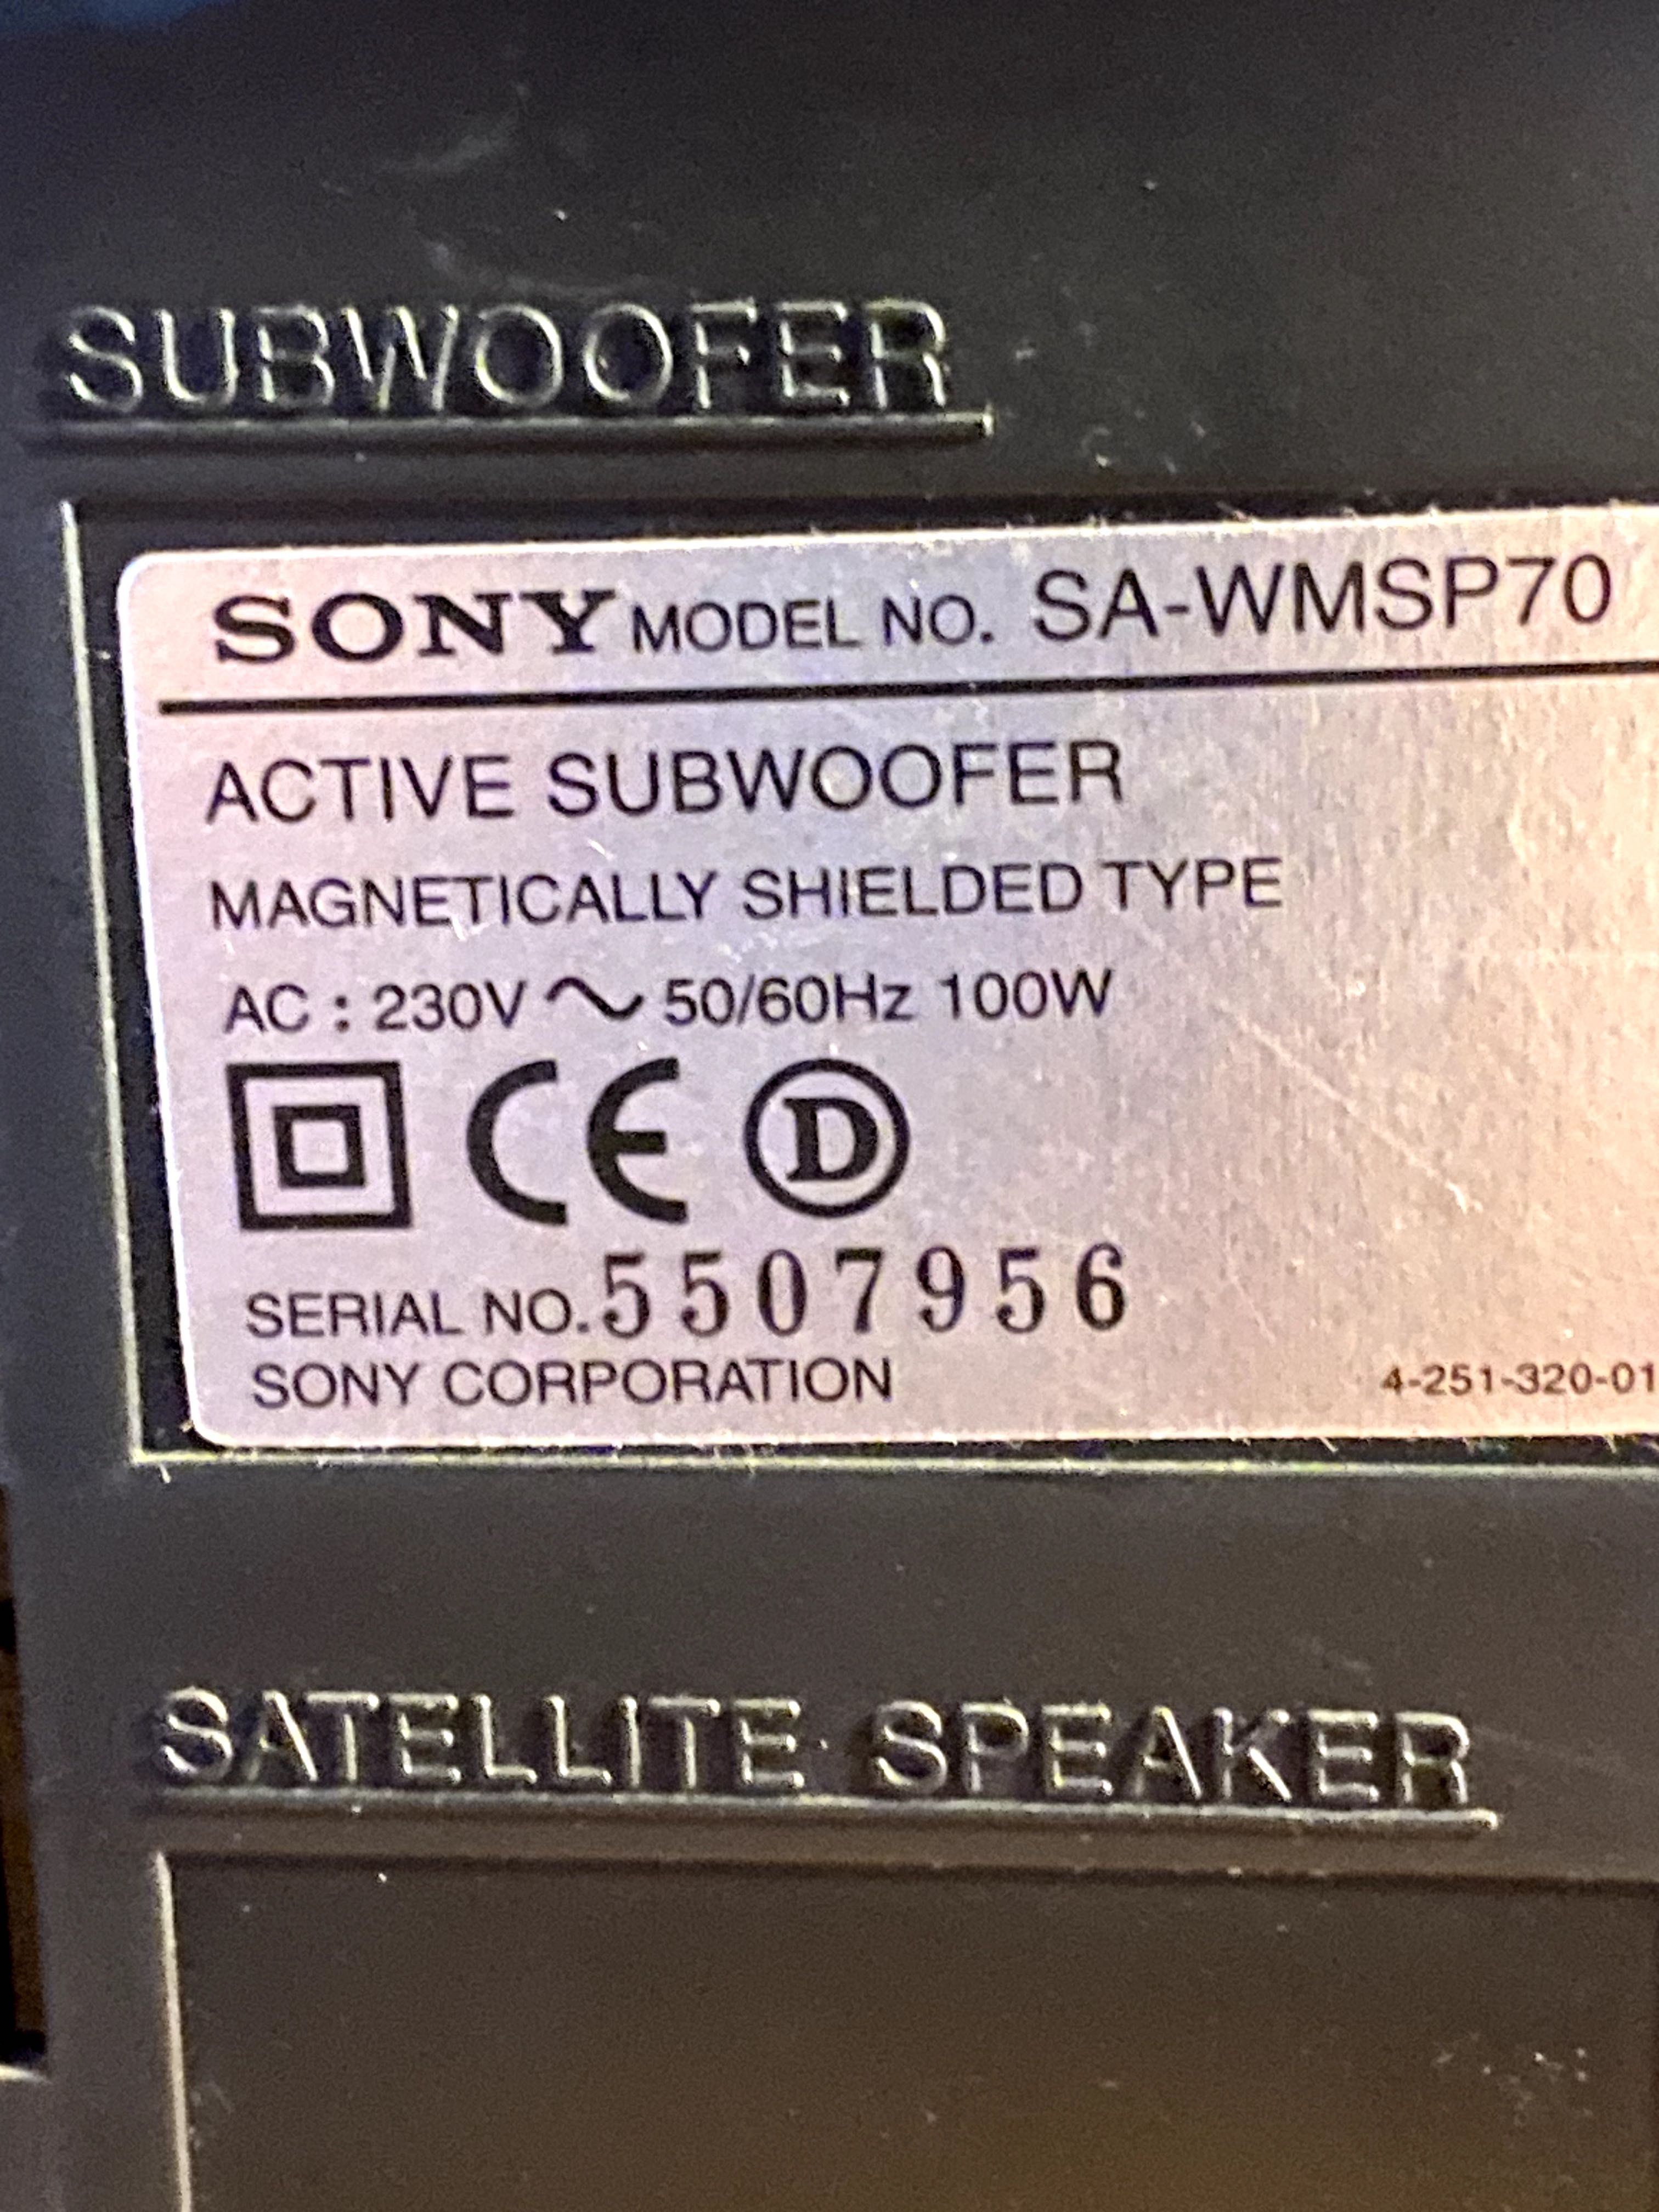 SUBWOOFER
SONY MODEL NO. SA-WMSP70
ACTIVE SUBWOOFER
MAGNETICALLY SHIELDED TYPE
AC : 230V ~ 50/60Hz 100W
CE D
SERIAL NO. 5507956
SONY CORPORATION
4-251-320-01
SATELLITE SPEAKER